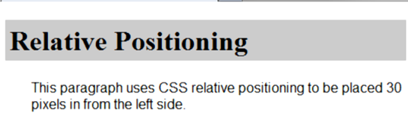 Relative Positioning
This paragraph uses CSS relative positioning to be placed 30
pixels in from the left side.